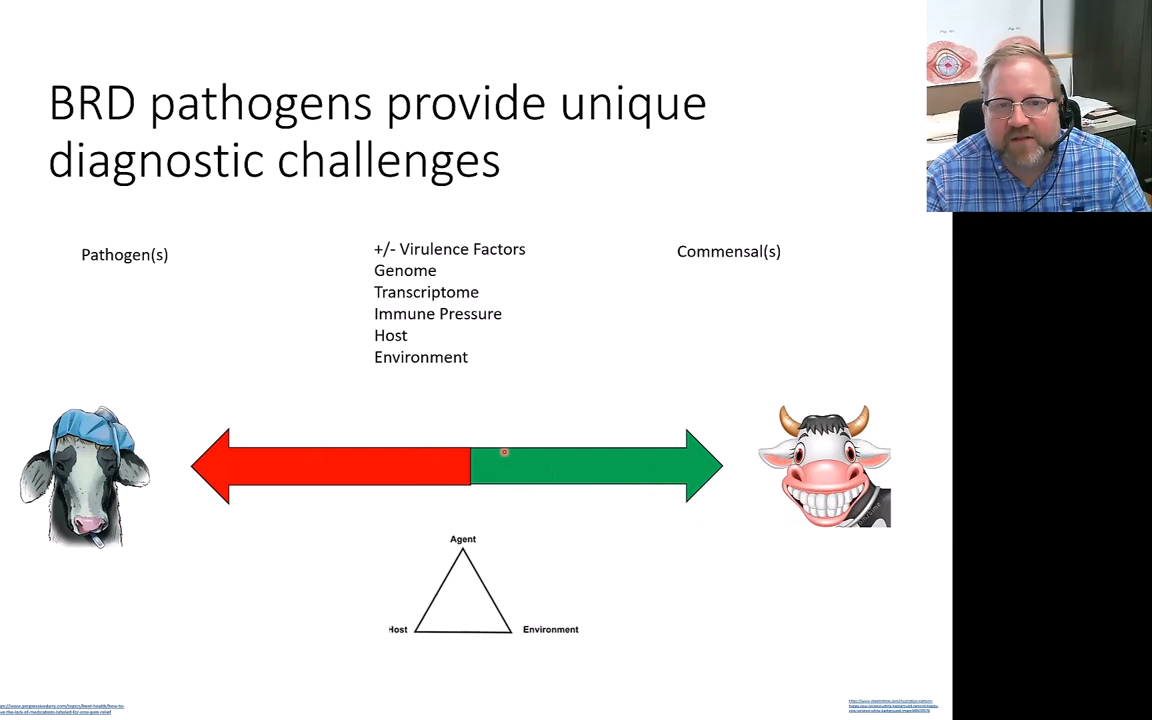 BRD pathogens provide unique
diagnostic challenges
Pathogen(s)
+/- Virulence Factors
Genome
Transcriptome
Immune Pressure
Host
Environment
Commensal(s)
Agent
Host
Environment